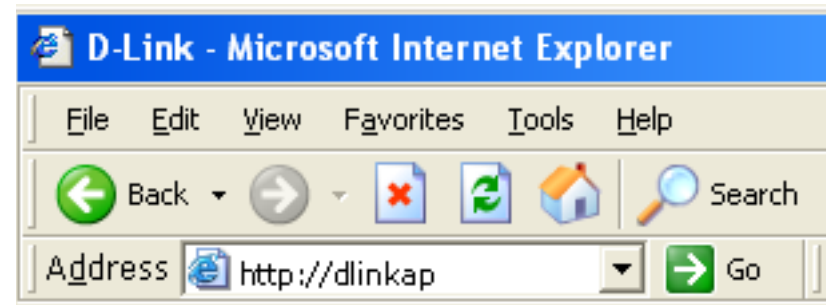 D-Link - Microsoft Internet Explorer
File Edit View Favorites Tools Help
Back Search
Address http://dlinkap Go